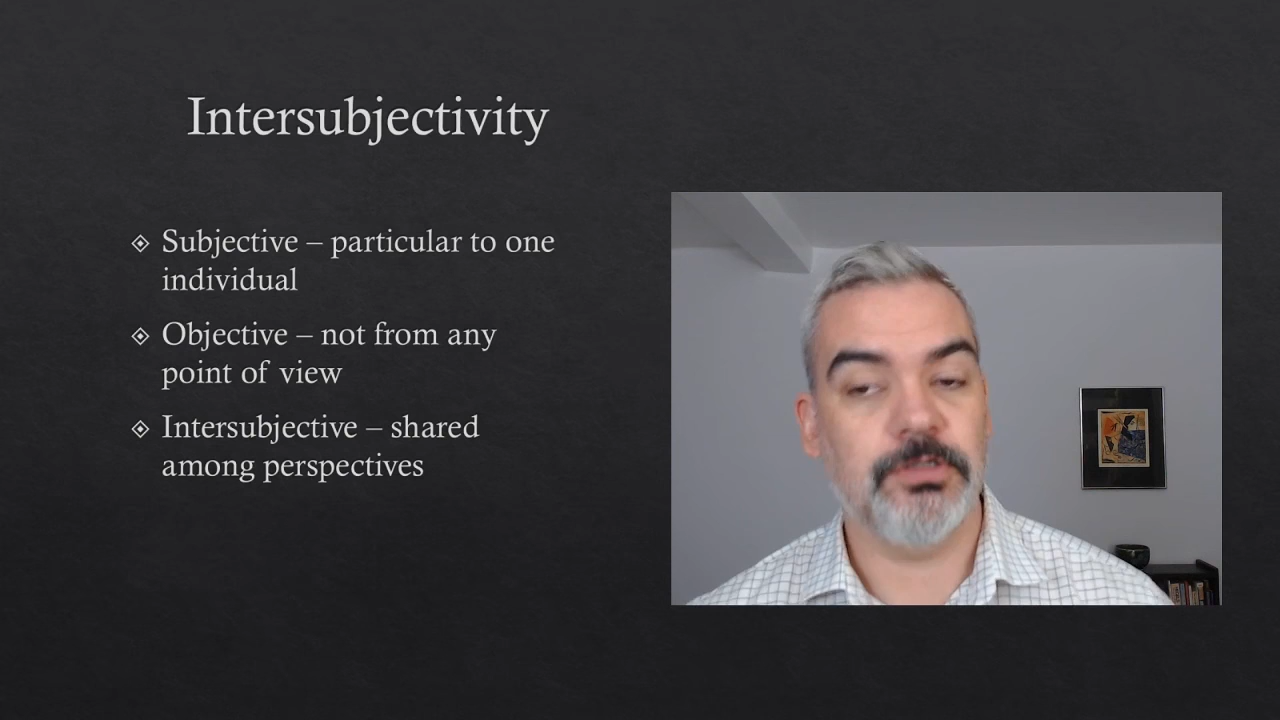 Intersubjectivity
Subjective – particular to one
individual
Objective – not from any
point of view
Intersubjective – shared
among perspectives